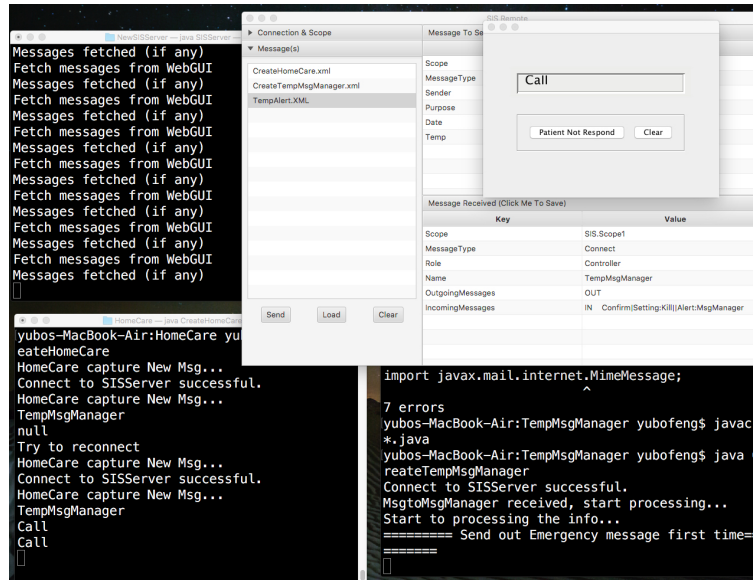 NewSISServer — java SISServer —
Messages fetched (if any)
Fetch messages from WebGUI
Messages fetched (if any)
Fetch messages from WebGUI
Messages fetched (if any)
Fetch messages from WebGUI
Messages fetched (if any)
Fetch messages from WebGUI
Messages fetched (if any)
Fetch messages from WebGUI
Messages fetched (if any)
Fetch messages from WebGUI
Messages fetched (if any)
Fetch messages from WebGUI
Messages fetched (if any)
SIS Remote
Connection & Scope
Message(s)
CreateHomeCare.xml
CreateTempMsgManager.xml
TempAlert.XML
Send Load Clear
Message To Se
Scope
MessageType
Sender
Purpose
Date
Temp
Call
Patient Not Respond Clear
Message Received (Click Me To Save)
Key Value
Scope SIS.Scope1
MessageType Connect
Role Controller
Name TempMsgManager
OutgoingMessages OUT
IncomingMessages IN Confirm|Setting:Kill||Alert:MsgManager
HomeCare — java CreateHomeCare
yubos-MacBook-Air:HomeCare yu
eateHomeCare
HomeCare capture New Msg...
Connect to SISServer successful.
HomeCare capture New Msg...
TempMsgManager
null
Try to reconnect
HomeCare capture New Msg...
Connect to SISServer successful.
HomeCare capture New Msg...
TempMsgManager
Call
Call
import javax.mail.internet.MimeMessage;
^
7 errors
yubos-MacBook-Air:TempMsgManager yubofeng$ javac
*.java
yubos-MacBook-Air:TempMsgManager yubofeng$ java
reateTempMsgManager
Connect to SISServer successful.
MsgtoMsgManager received, start processing...
Start to processing the info...
========= Send out Emergency message first time=
=======